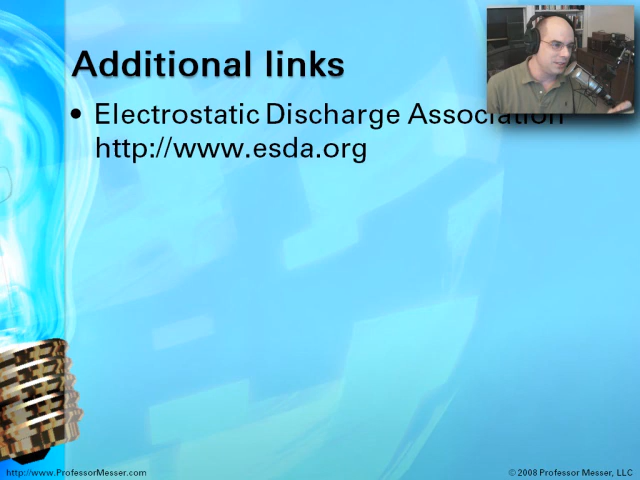 Additional links
• Electrostatic Discharge Association
http://www.esda.org
http://www.ProfessorMesser.com
© 2008 Professor Messer, LLC